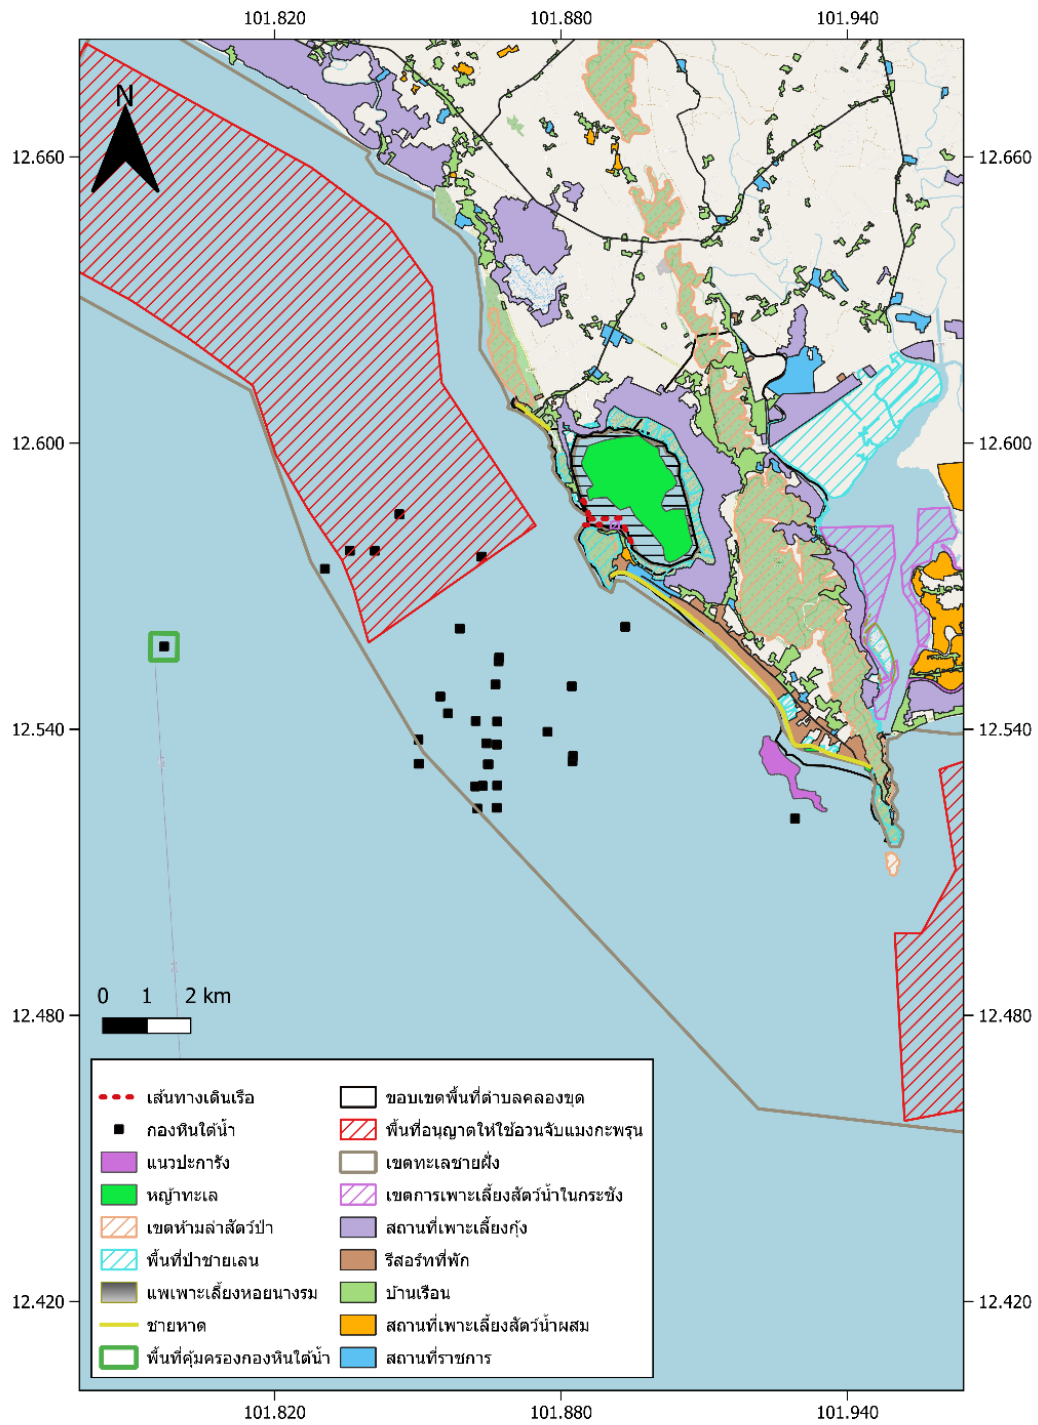 101.820 101.880 101.940
N
12.660 12.660
12.600 12.600
12.540 12.540
12.480 12.480
0 1 2 km
เส้นทางเดินเรือ
กองหินใต้น้ำ
แนวปะการัง
หญ้าทะเล
เขตห้ามล่าสัตว์ป่า
พื้นที่ป่าชายเลน
แพเพาะเลี้ยงหอยนางรม
ชายหาด
พื้นที่คุ้มครองกองหินใต้น้ำ
ขอบเขตพื้นที่ตำบลคลองขุด
พื้นที่อนุญาตให้ใช้อวนจับแมงกะพรุน
เขตทะเลชายฝั่ง
เขตการเพาะเลี้ยงสัตว์น้ำในกระชัง
สถานที่เพาะเลี้ยงกุ้ง
รีสอร์ทที่พัก
บ้านเรือน
สถานที่เพาะเลี้ยงสัตว์น้ำผสม
สถานที่ราชการ
12.420 12.420
101.820 101.880 101.940